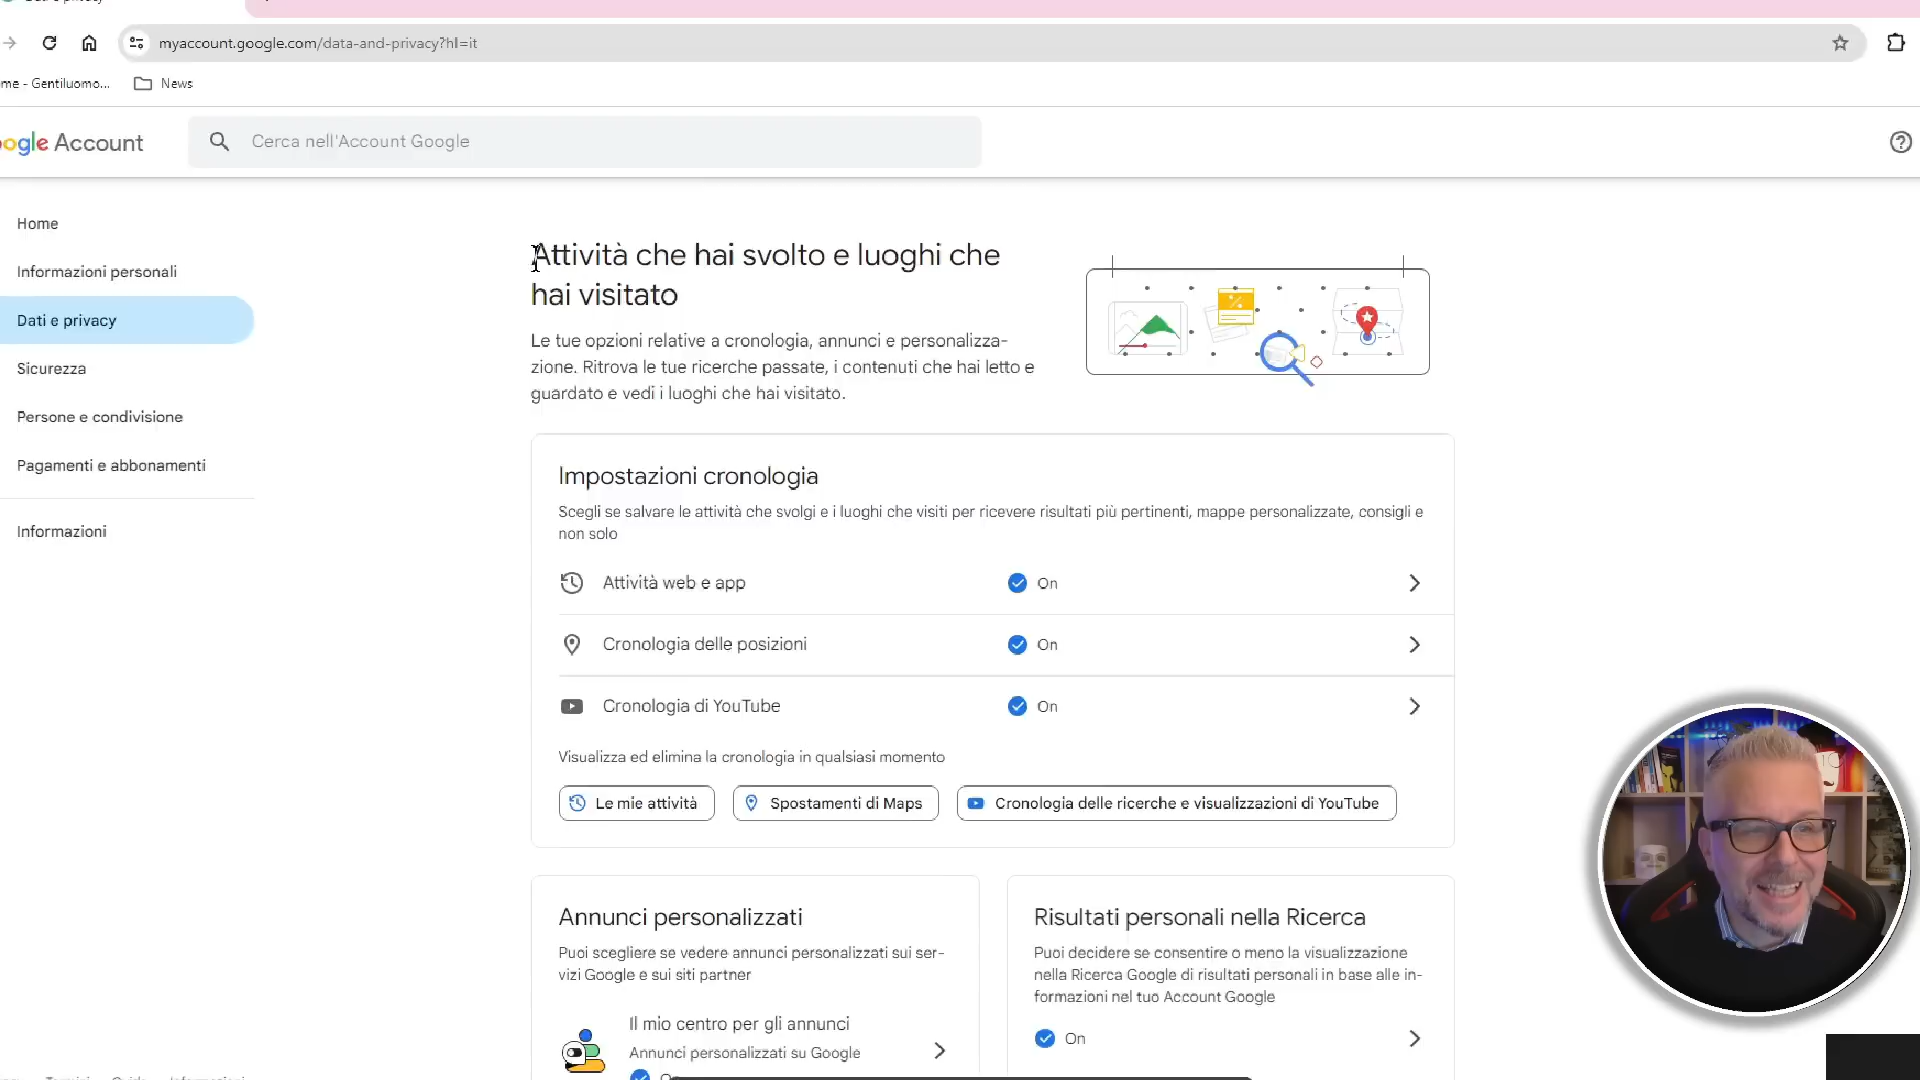 myaccount.google.com/data-and-privacy?hl=it
me - Gentiluomo...
News
ogle Account
Cerca nell'Account Google
Home
Informazioni personali
Dati e privacy
Sicurezza
Persone e condivisione
Pagamenti e abbonamenti
Informazioni
Attività che hai svolto e luoghi che
hai visitato
Le tue opzioni relative a cronologia, annunci e personalizza-
zione. Ritrova le tue ricerche passate, i contenuti che hai letto e
guardato e vedi i luoghi che hai visitato.
Impostazioni cronologia
Scegli se salvare le attività che svolgi e i luoghi che visiti per ricevere risultati più pertinenti, mappe personalizzate, consigli e
non solo
Attività web e app
On
Cronologia delle posizioni
On
Cronologia di YouTube
On
Visualizza ed elimina la cronologia in qualsiasi momento
Le mie attività
Spostamenti di Maps
Cronologia delle ricerche e visualizzazioni di YouTube
Annunci personalizzati
Puoi scegliere se vedere annunci personalizzati sui ser-
vizi Google e sui siti partner
Il mio centro per gli annunci
Annunci personalizzati su Google
Risultati personali nella Ricerca
Puoi decidere se consentire o meno la visualizzazione
nella Ricerca Google di risultati personali in base alle in-
formazioni nel tuo Account Google
On